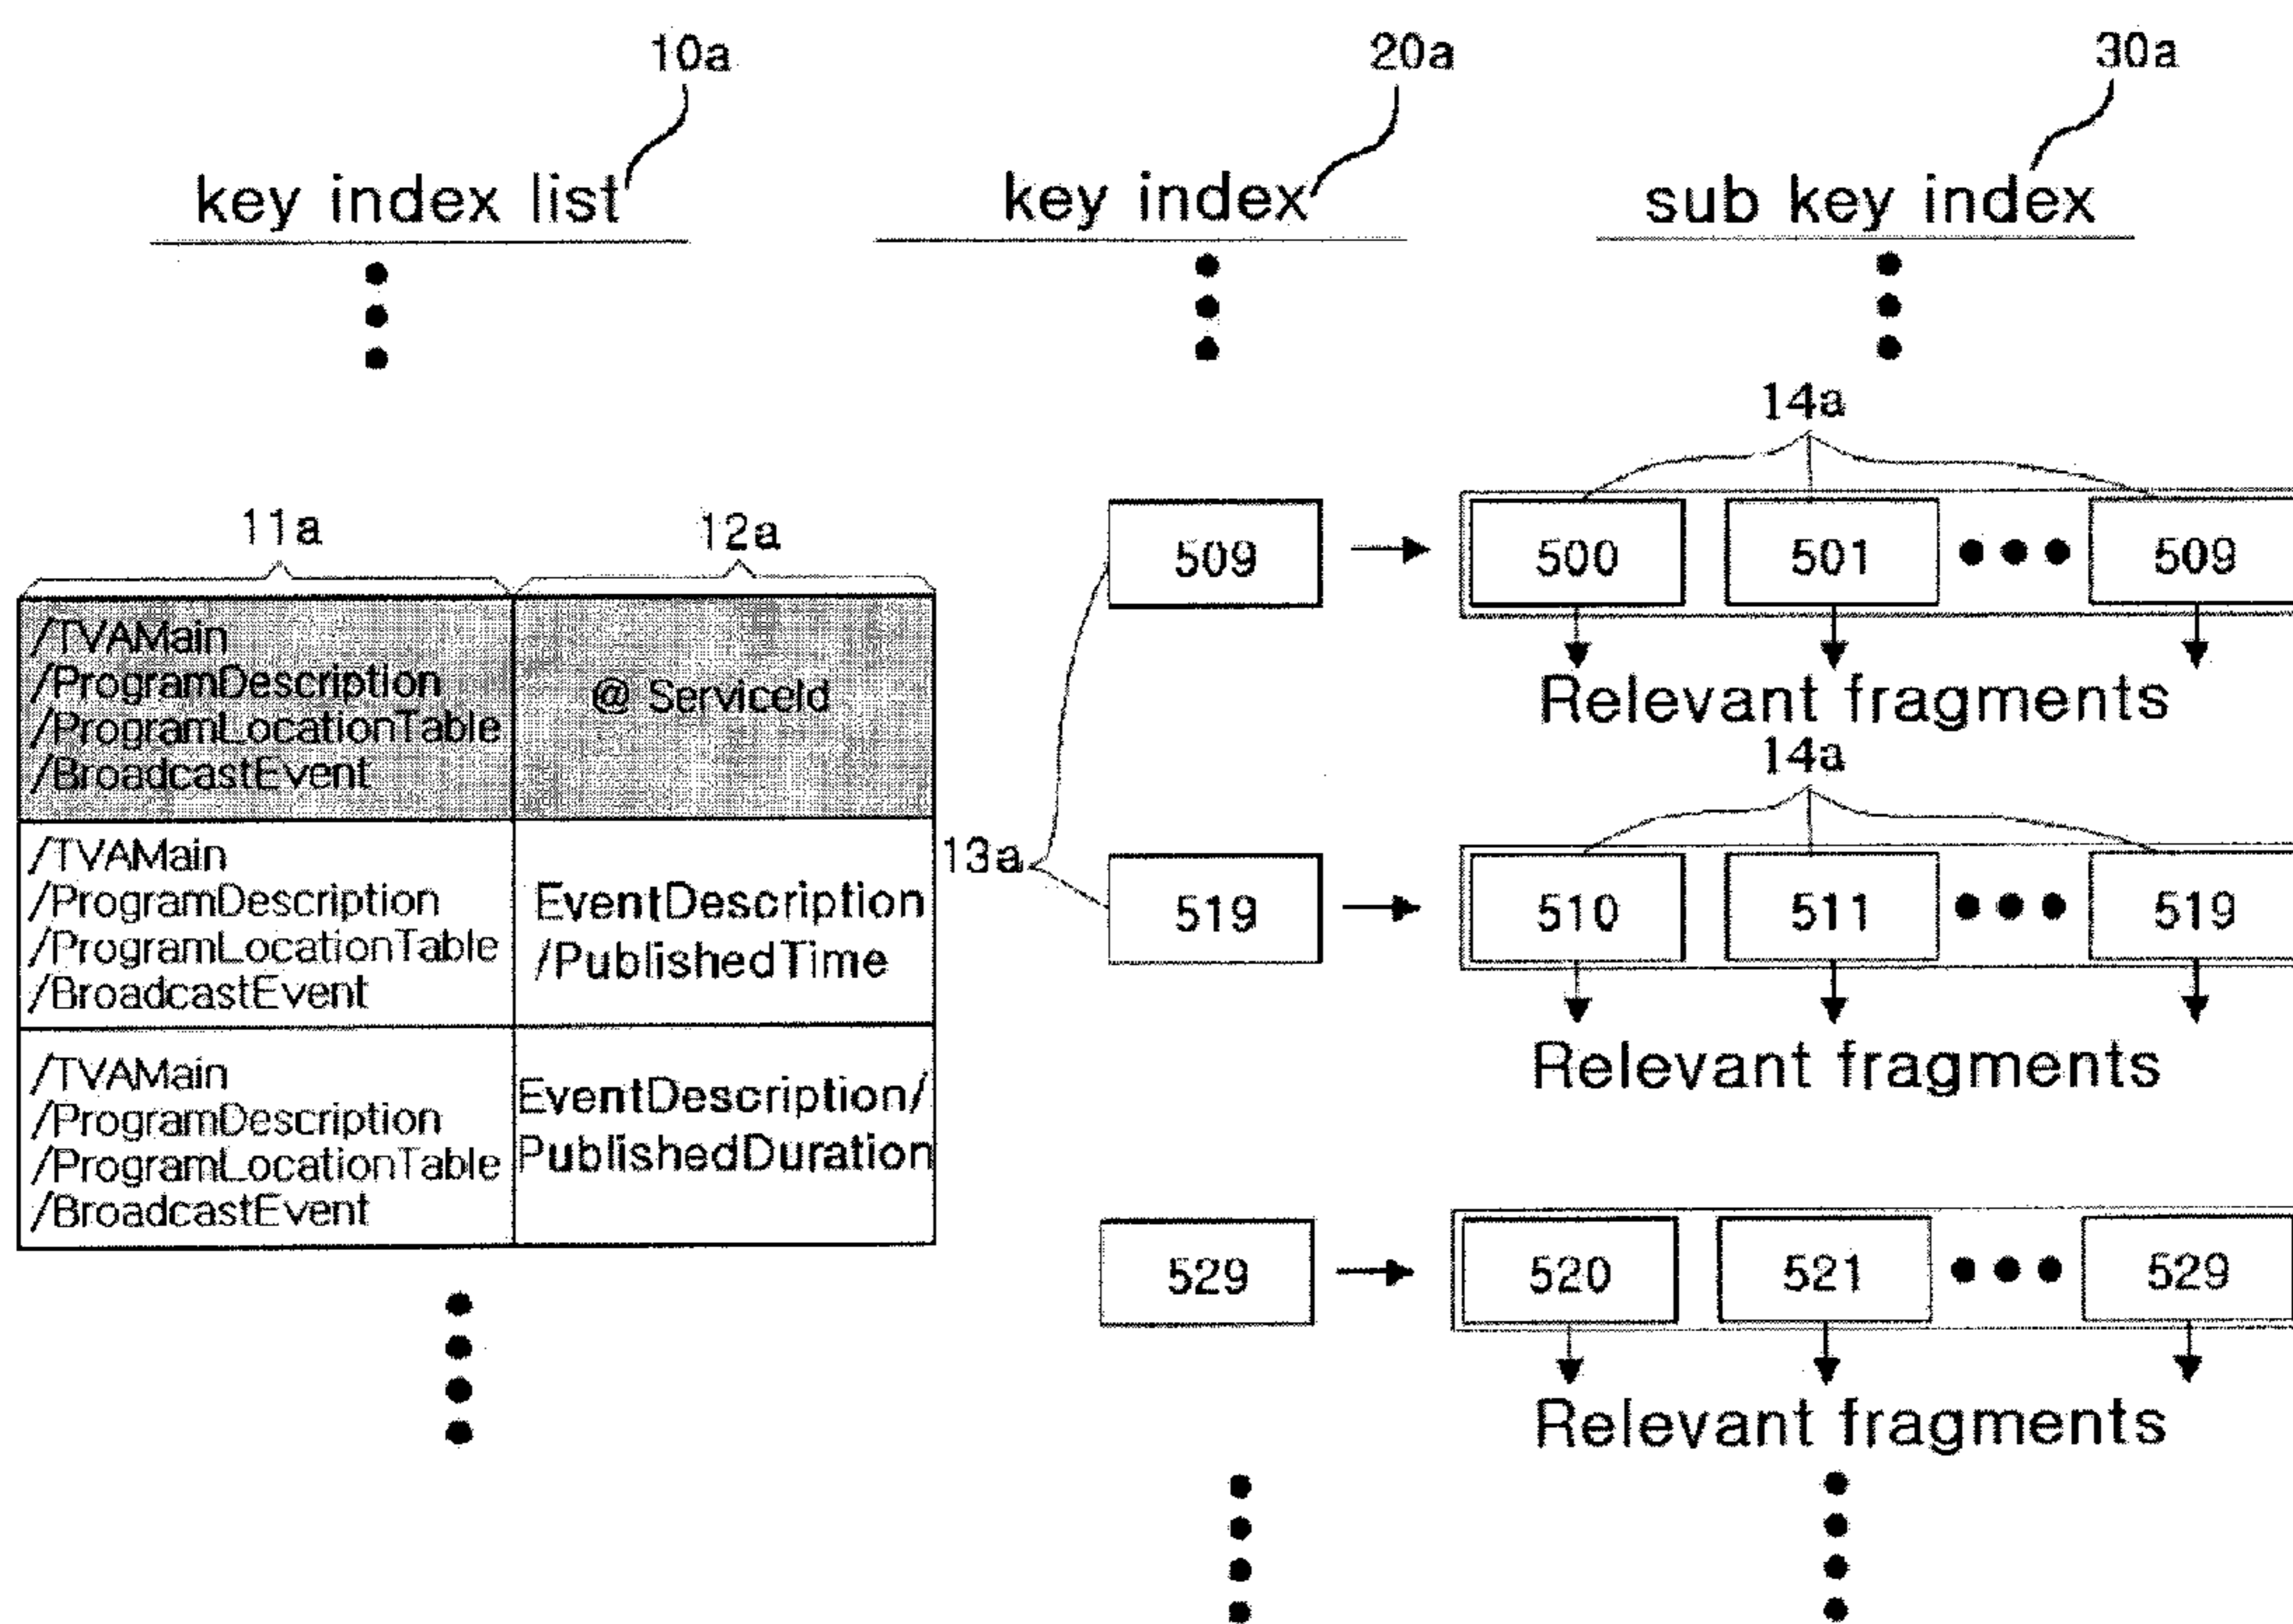 10a
20a
30a
key index list
key index
sub key index
11a
12a
/TVAMain
/ProgramDescription
/ProgramLocationTable
/BroadcastEvent
@ ServiceId
/TVAMain
/ProgramDescription
/ProgramLocationTable
/BroadcastEvent
EventDescription
/PublishedTime
/TVAMain
/ProgramDescription
/ProgramLocationTable
/BroadcastEvent
EventDescription/
PublishedDuration
13a
14a
509
500 501 509
Relevant fragments
14a
519
510 511 519
Relevant fragments
529
520 521 529
Relevant fragments